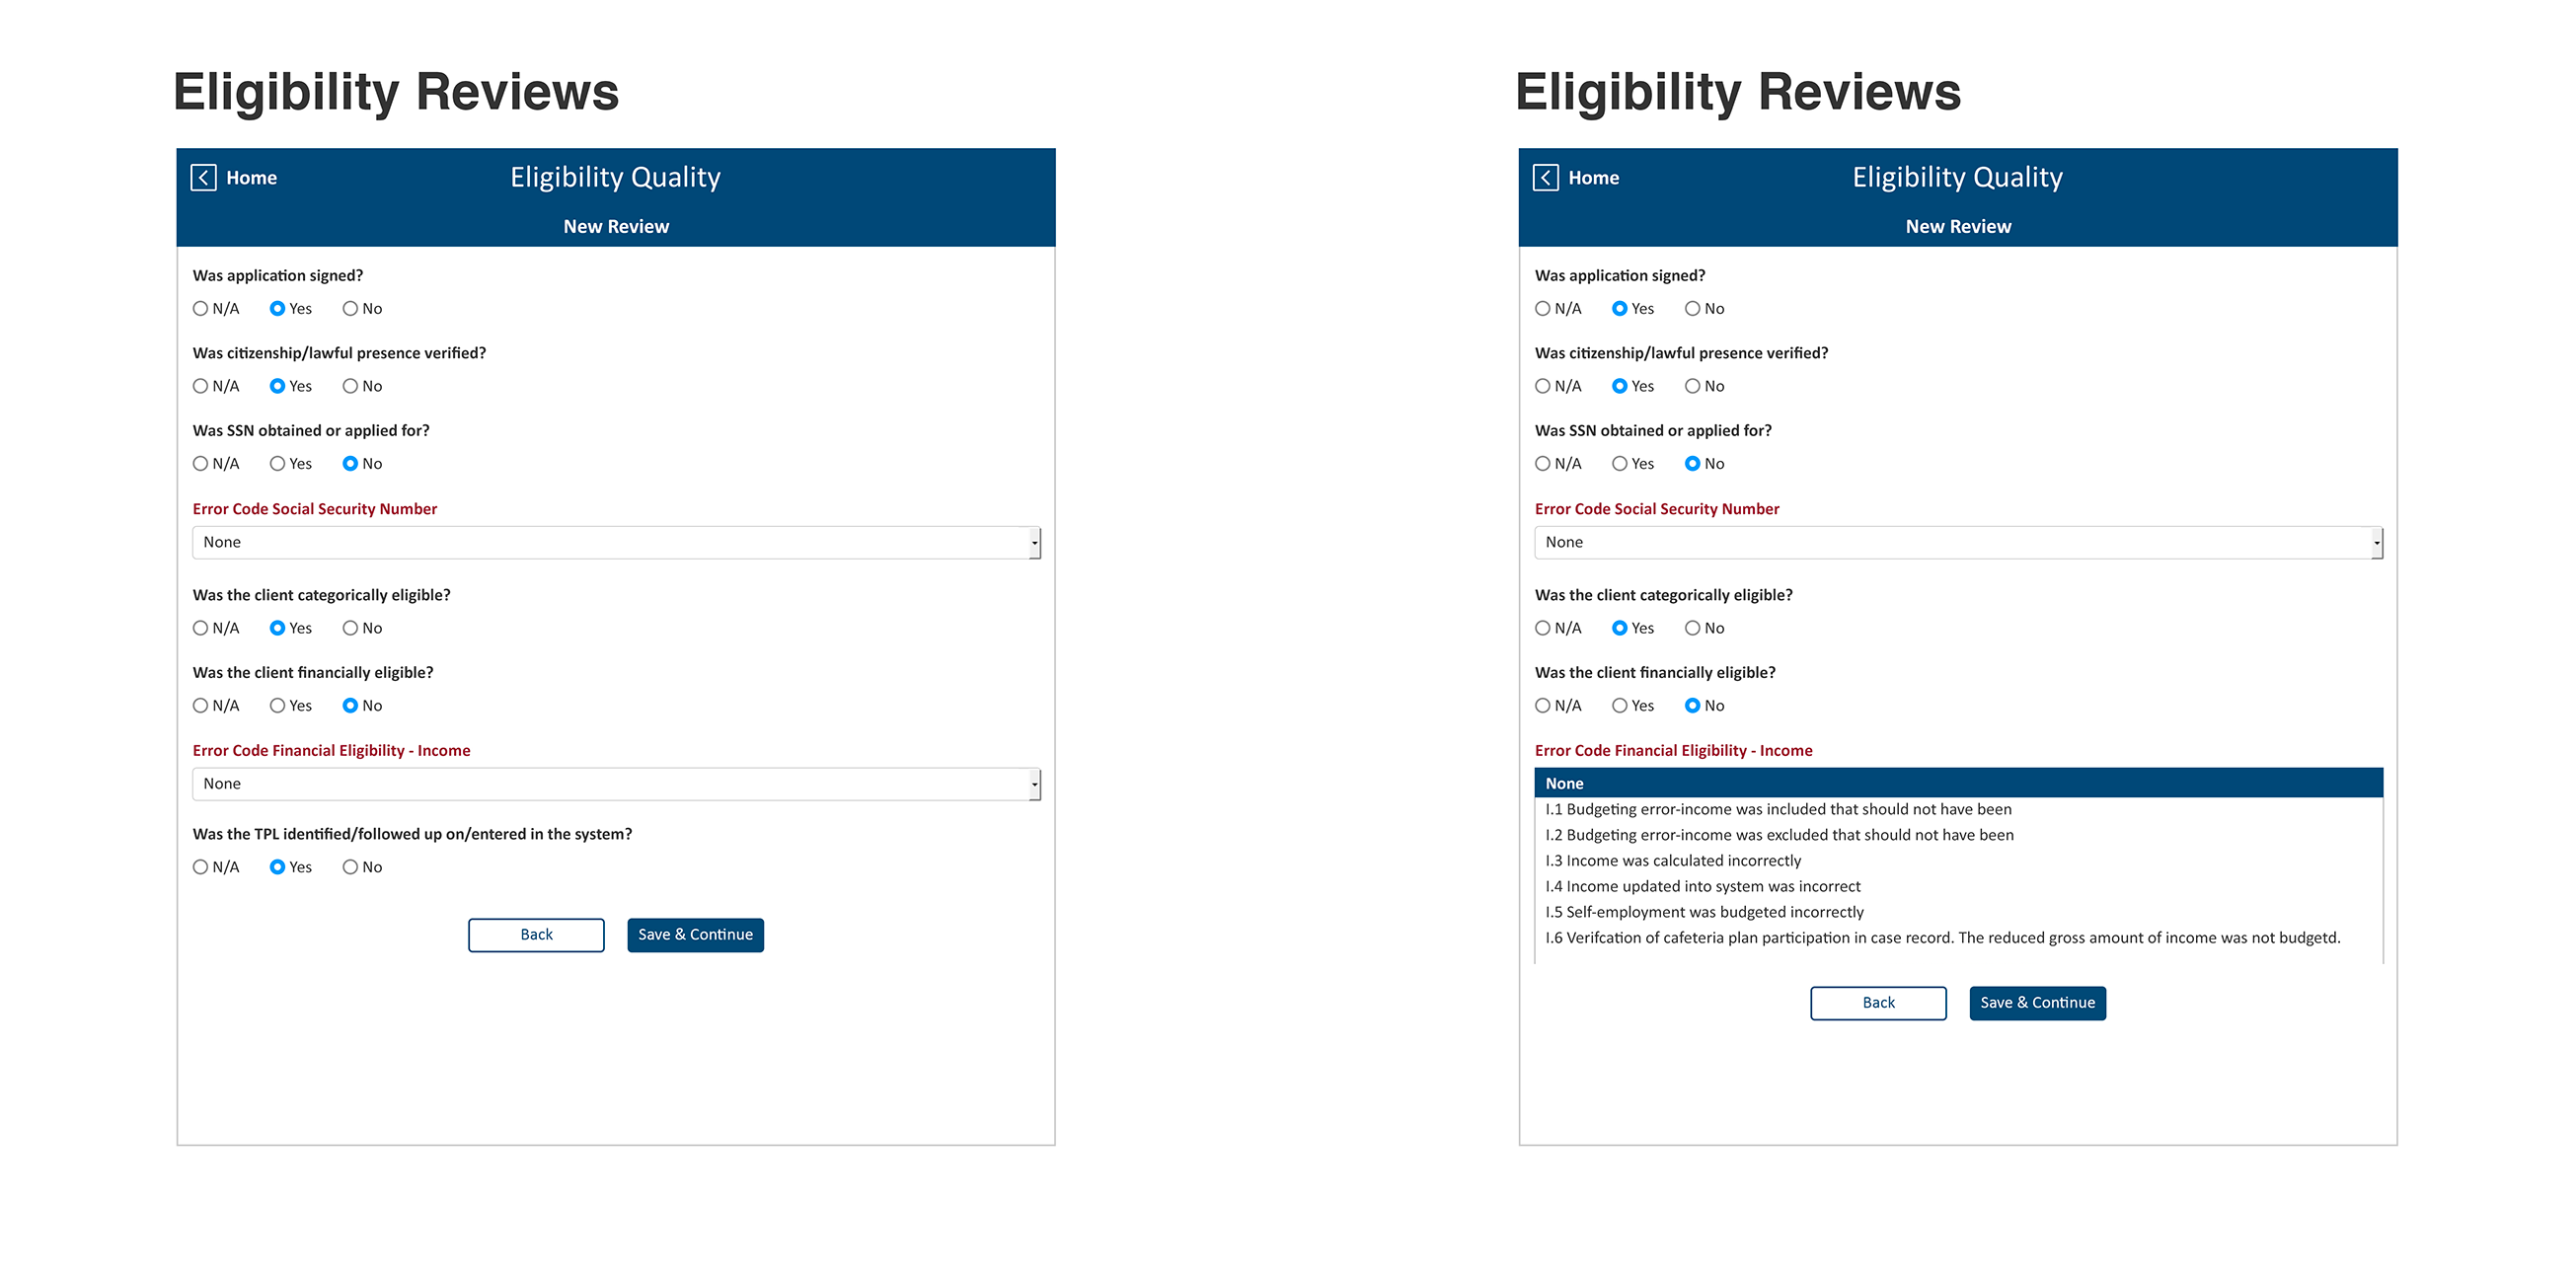 Eligibility Reviews
Home
Eligibility Quality
New Review
Was application signed?
N/A Yes No
Was citizenship/lawful presence verified?
N/A Yes No
Was SSN obtained or applied for?
N/A Yes No
Error Code Social Security Number
None
Was the client categorically eligible?
N/A Yes No
Was the client financially eligible?
N/A Yes No
Error Code Financial Eligibility - Income
None
Was the TPL identified/followed up on/entered in the system?
N/A Yes No
Back Save & Continue
Eligibility Reviews
Home
Eligibility Quality
New Review
Was application signed?
N/A Yes No
Was citizenship/lawful presence verified?
N/A Yes No
Was SSN obtained or applied for?
N/A Yes No
Error Code Social Security Number
None
Was the client categorically eligible?
N/A Yes No
Was the client financially eligible?
N/A Yes No
Error Code Financial Eligibility - Income
None
I.1 Budgeting error-income was included that should not have been
I.2 Budgeting error-income was excluded that should not have been
I.3 Income was calculated incorrectly
I.4 Income updated into system was incorrect
I.5 Self-employment was budgeted incorrectly
I.6 Verifcation of cafeteria plan participation in case record. The reduced gross amount of income was not budgetd.
Back Save & Continue